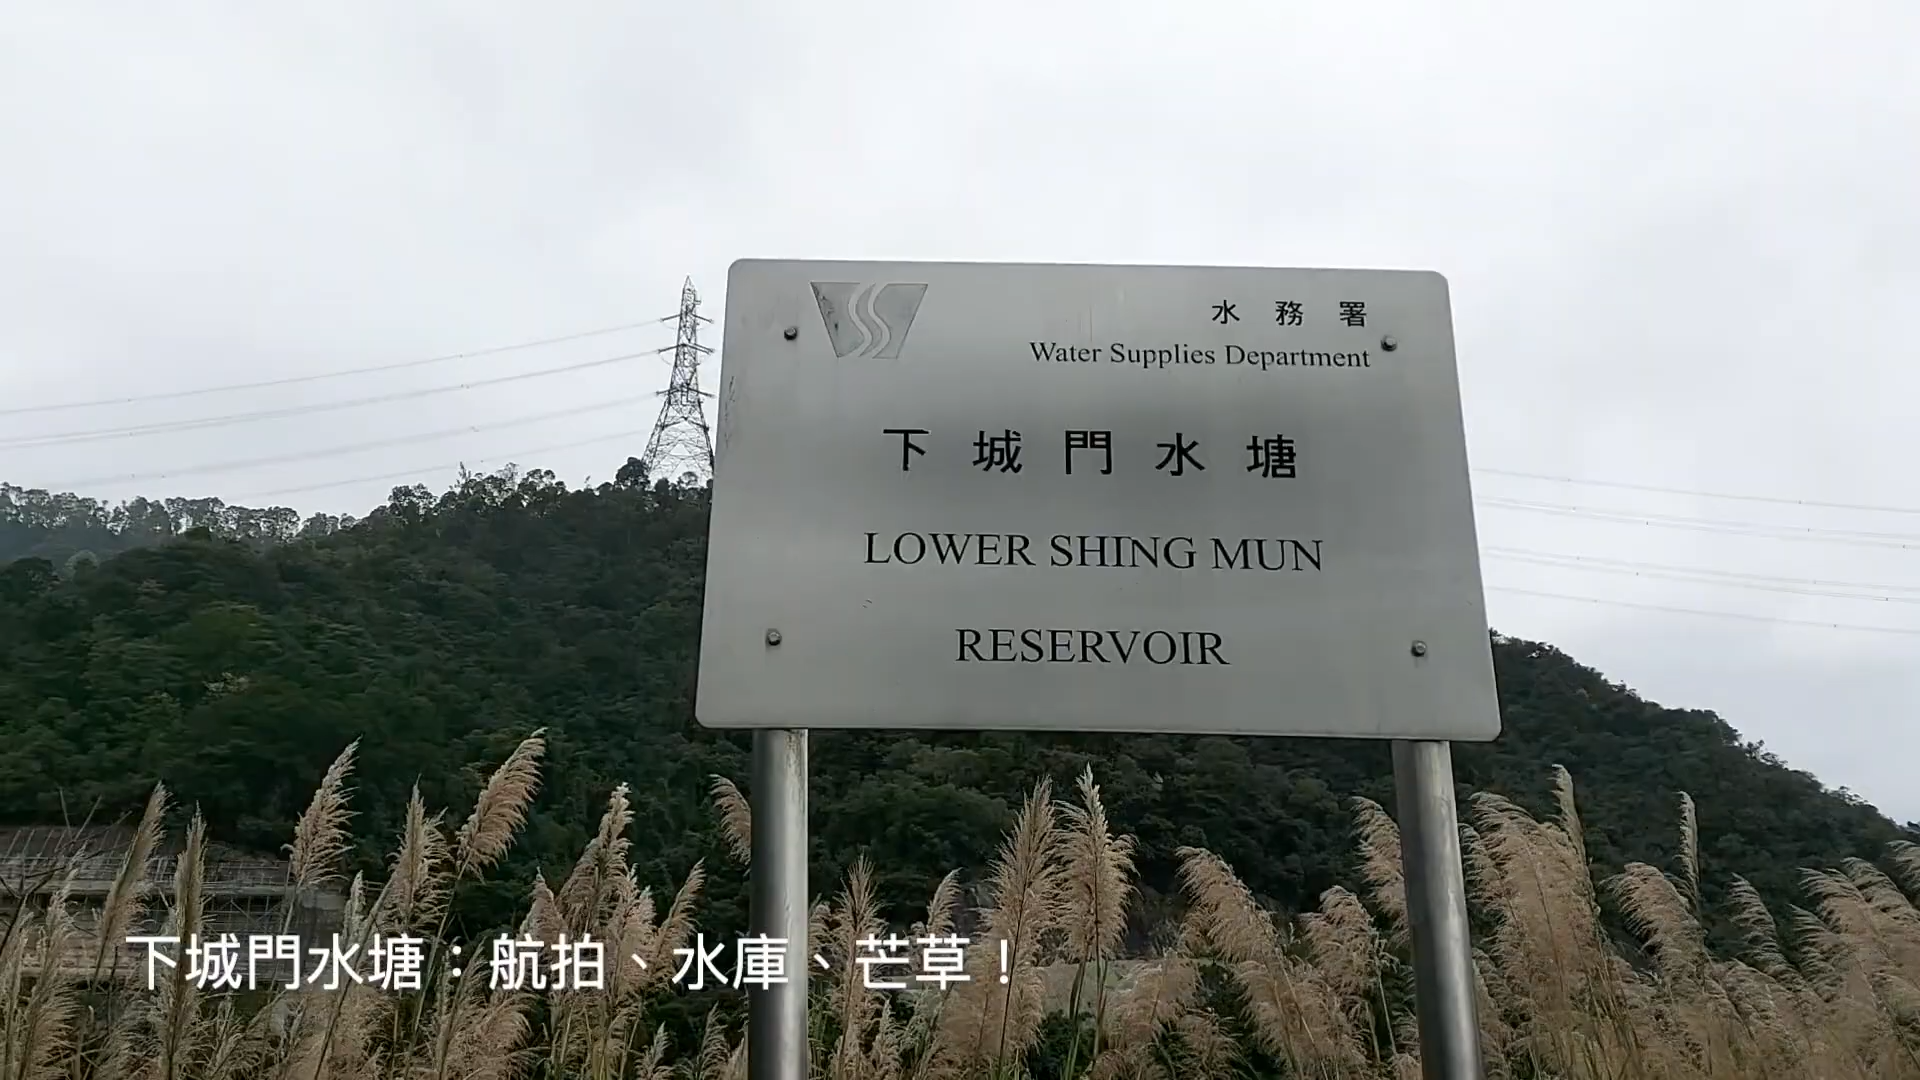 水務署
Water Supplies Department
下城門水塘
LOWER SHING MUN
RESERVOIR
下城門水塘：航拍、水庫、芒草！